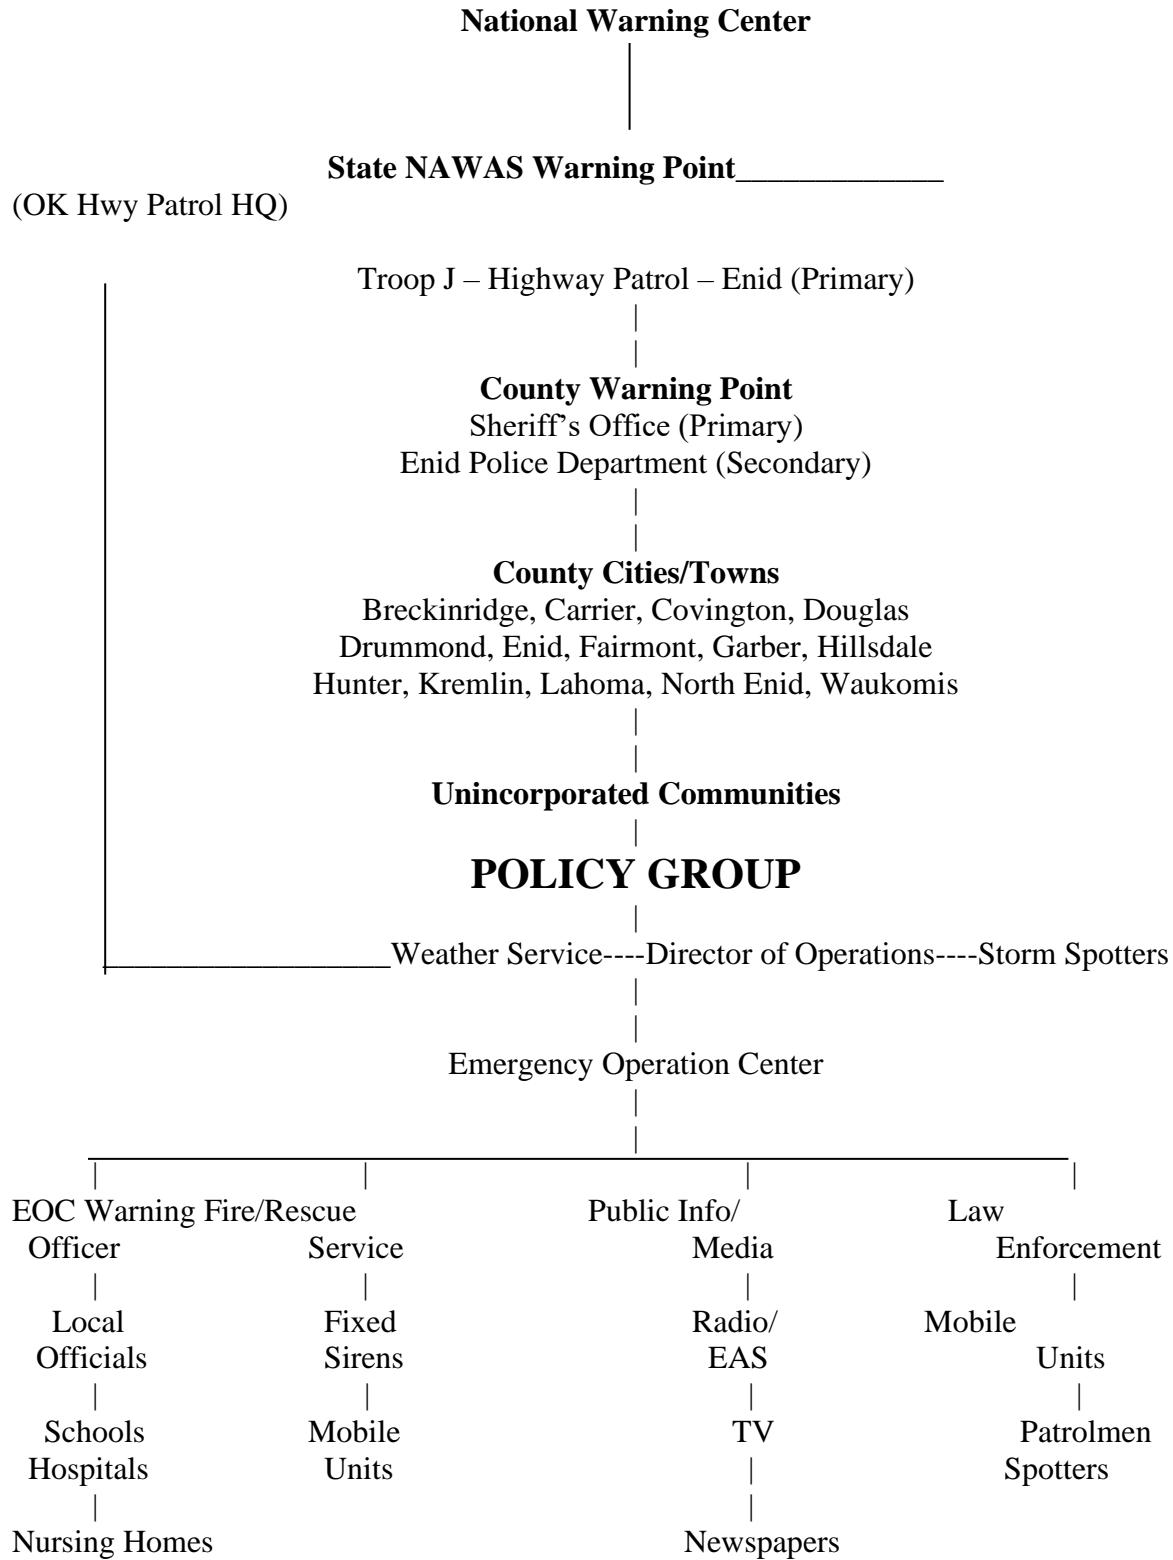 National Warning Center
State NAWAS Warning Point_____________
(OK Hwy Patrol HQ)
Troop J – Highway Patrol – Enid (Primary)
|
|
County Warning Point
Sheriff’s Office (Primary)
Enid Police Department (Secondary)
|
|
County Cities/Towns
Breckinridge, Carrier, Covington, Douglas
Drummond, Enid, Fairmont, Garber, Hillsdale
Hunter, Kremlin, Lahoma, North Enid, Waukomis
|
|
Unincorporated Communities
|
POLICY GROUP
|
____________________Weather Service----Director of Operations----Storm Spotters
|
|
Emergency Operation Center
|
|
| | | |
EOC Warning Fire/Rescue Public Info/ Law
Officer Service Media Enforcement
| | | |
Local Fixed Radio/ Mobile
Officials Sirens EAS Units
| | |
Schools Mobile TV Patrolmen
Hospitals Units | Spotters
| |
Nursing Homes Newspapers